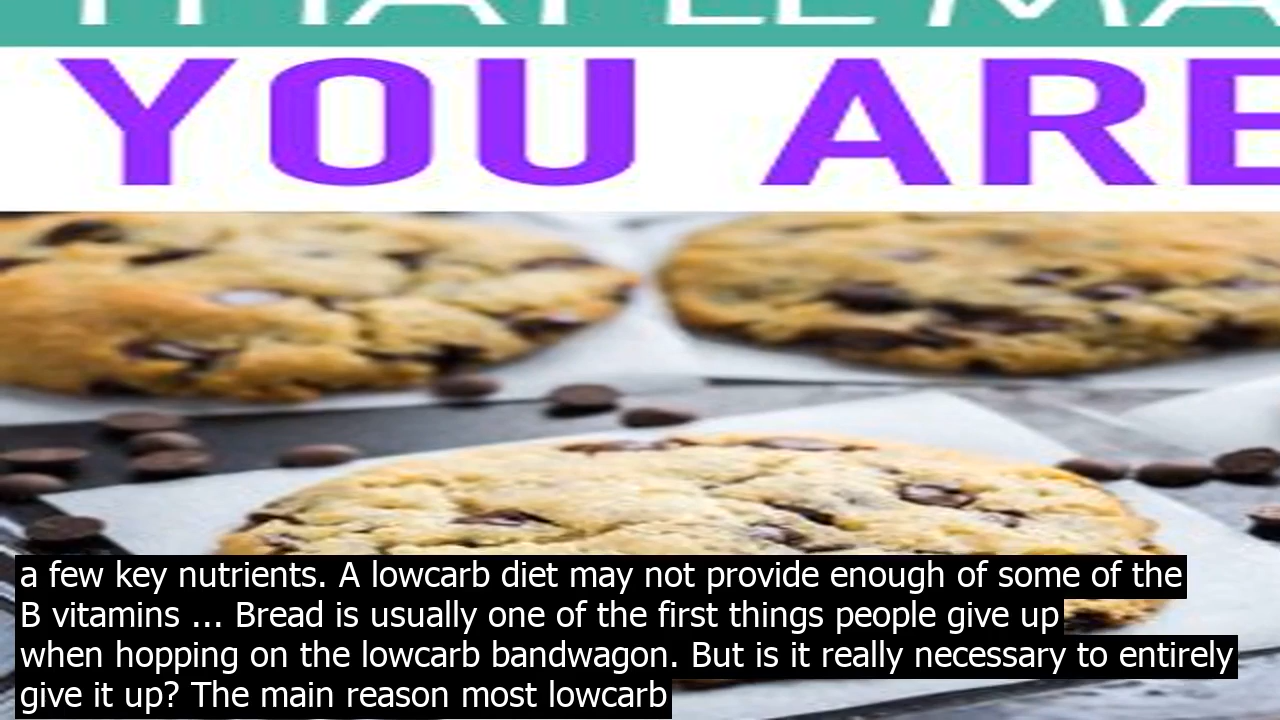 YOU ARE
a few key nutrients. A lowcarb diet may not provide enough of some of the
B vitamins ... Bread is usually one of the first things people give up
when hopping on the lowcarb bandwagon. But is it really necessary to entirely
give it up? The main reason most lowcarb